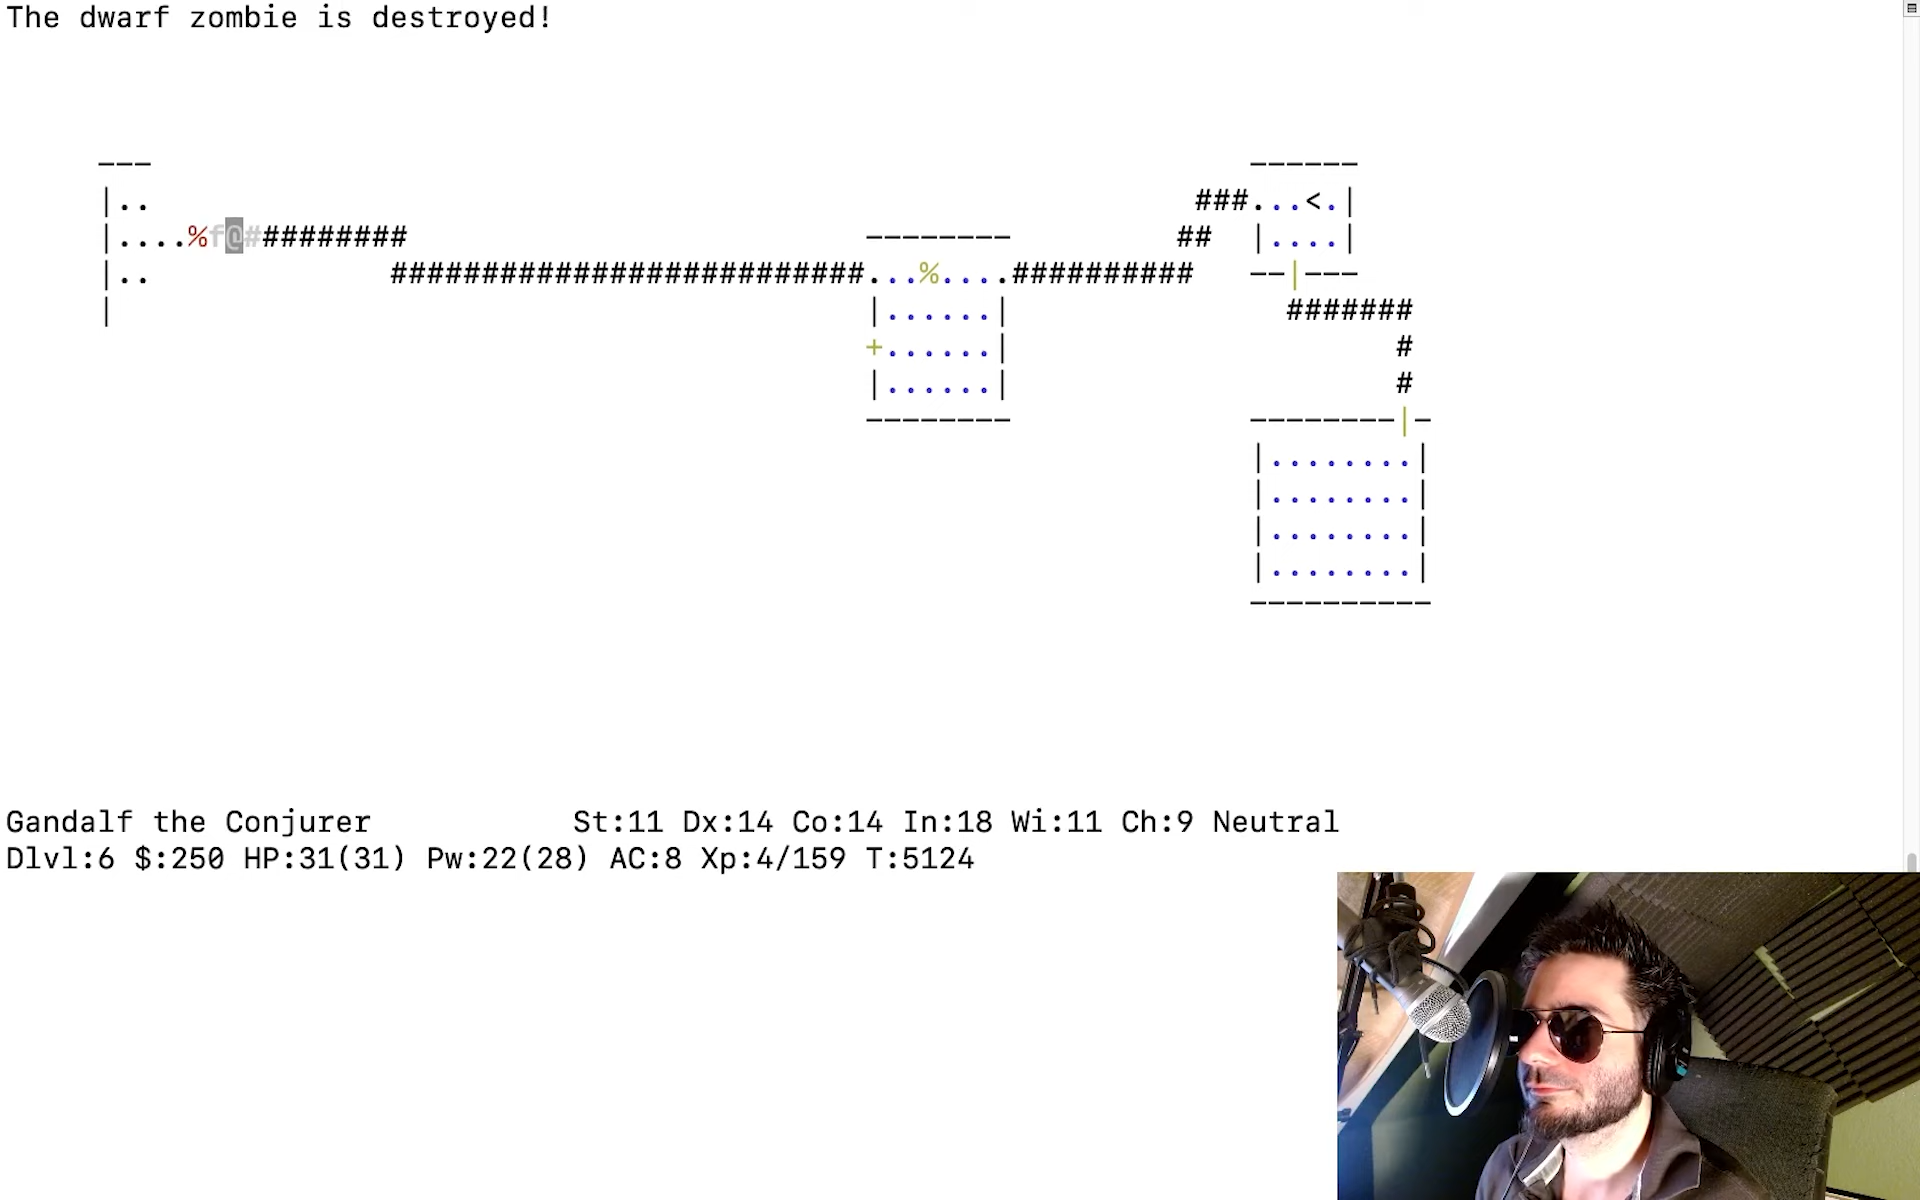 The dwarf zombie is destroyed!
--- ------
|.. ###...<.|
|....%f@######### -------- ## |....|
|.. ##########################...%....########## --|---
| |......| #######
+......| #
|......| #
-------- --------|-
|........|
|........|
|........|
|........|
----------
Gandalf the Conjurer St:11 Dx:14 Co:14 In:18 Wi:11 Ch:9 Neutral
Dlvl:6 $:250 HP:31(31) Pw:22(28) AC:8 Xp:4/159 T:5124